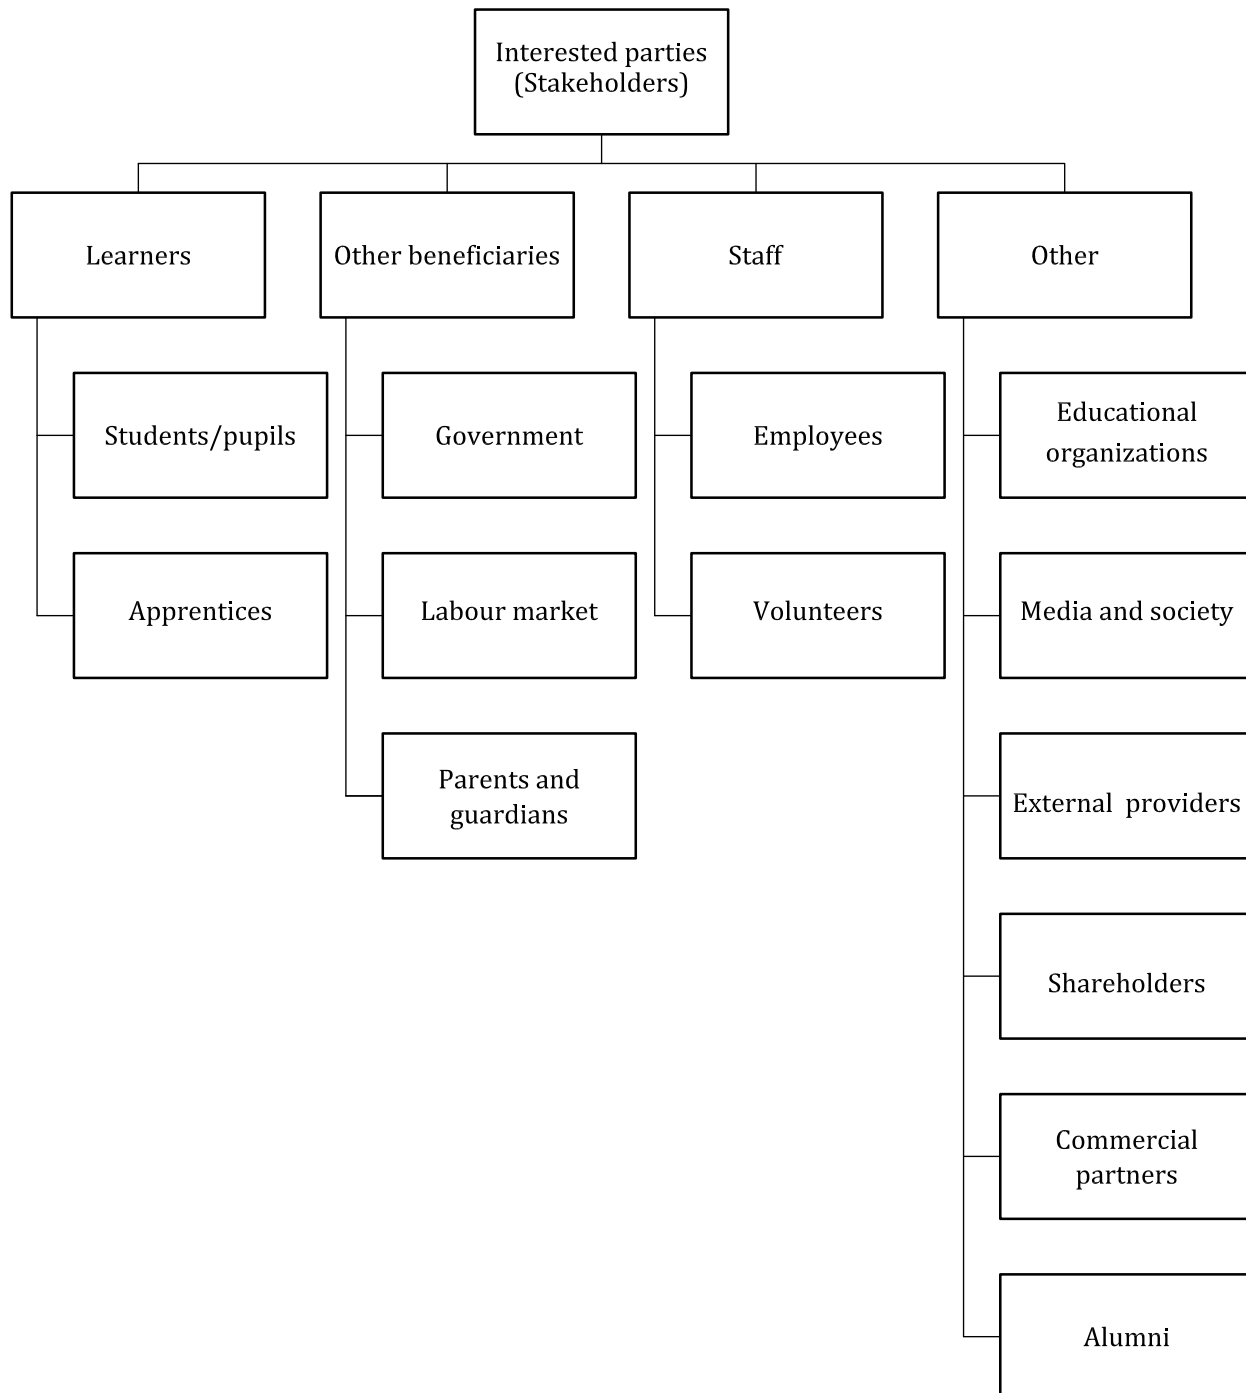 Interested parties
(Stakeholders)
Learners
Other beneficiaries
Staff
Other
Students/pupils
Government
Employees
Educational
organizations
Apprentices
Labour market
Volunteers
Media and society
Parents and
guardians
External providers
Shareholders
Commercial
partners
Alumni